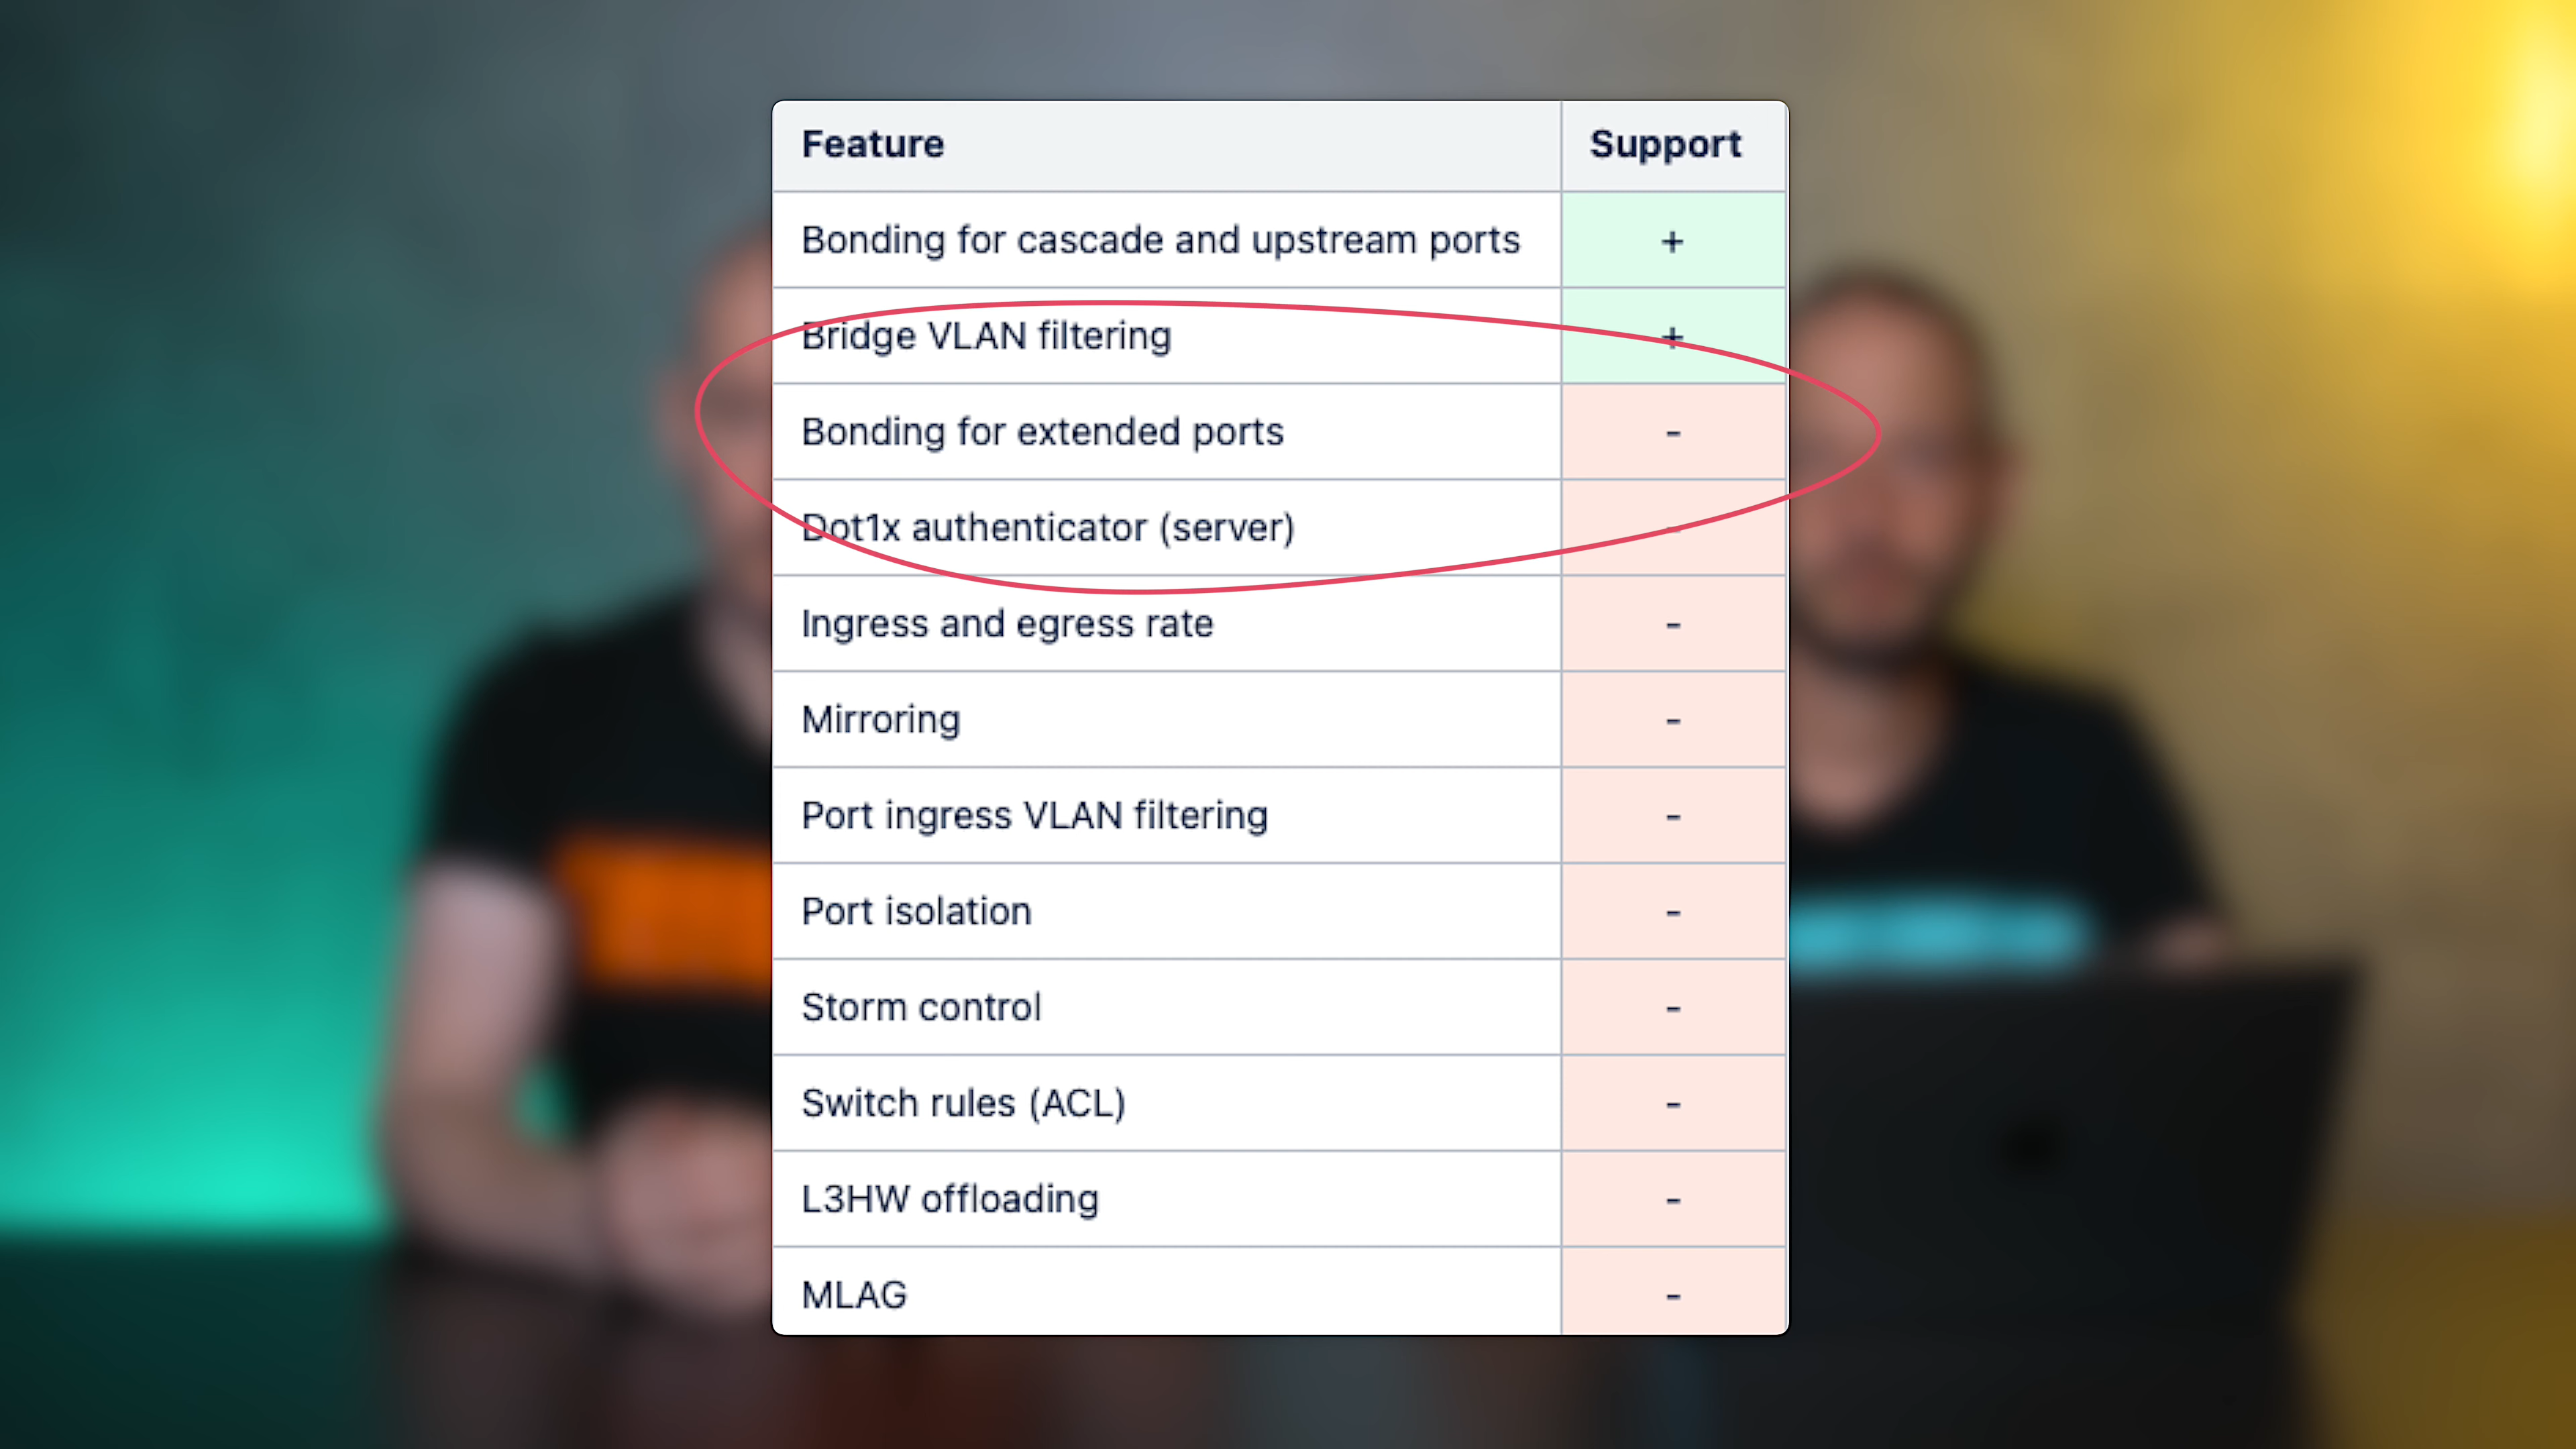 Feature Support
Bonding for cascade and upstream ports +
Bridge VLAN filtering +
Bonding for extended ports -
Dot1x authenticator (server) -
Ingress and egress rate -
Mirroring -
Port ingress VLAN filtering -
Port isolation -
Storm control -
Switch rules (ACL) -
L3HW offloading -
MLAG -